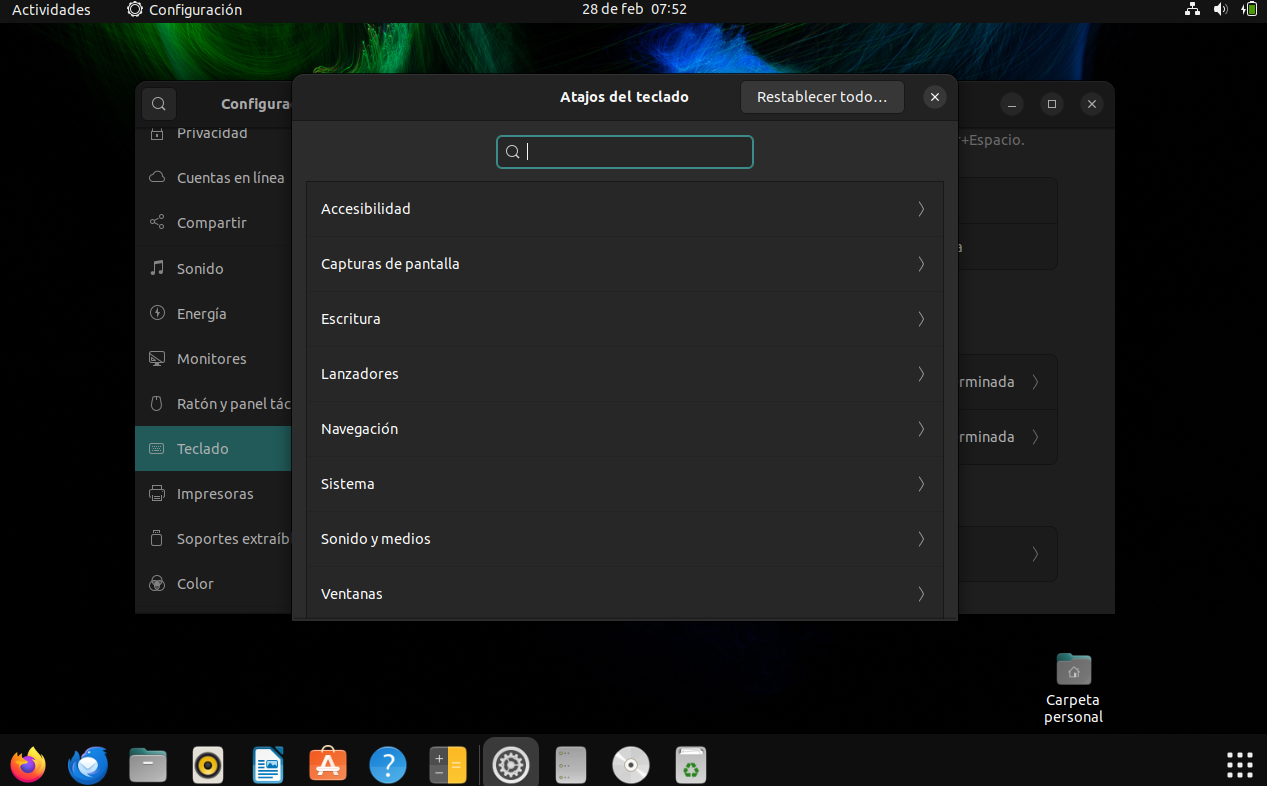 Actividades
Configuración
28 de feb 07:52
Configura
Atajos del teclado
Restablecer todo...
Privacidad
Cuentas en línea
Compartir
Sonido
Energía
Monitores
Ratón y panel tác
Teclado
Impresoras
Soportes extraíb
Color
Accesibilidad
Capturas de pantalla
Escritura
Lanzadores
Navegación
Sistema
Sonido y medios
Ventanas
r+Espacio.
a
rminada
rminada
Carpeta
personal